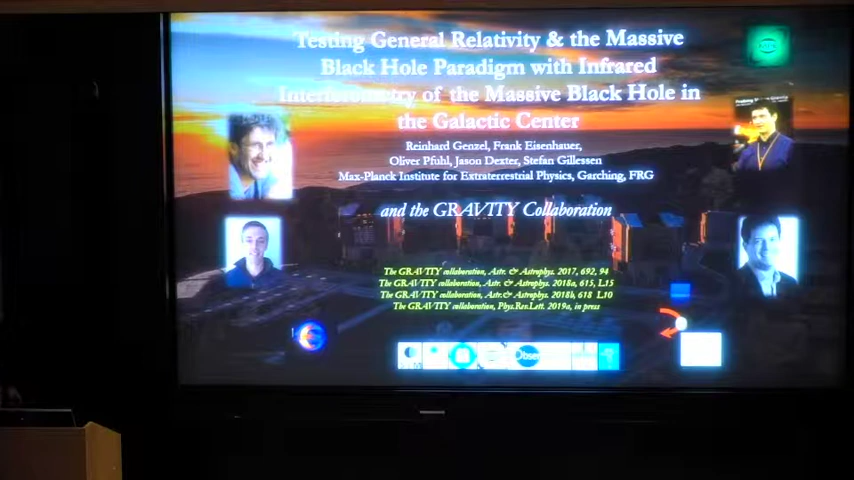 Testing General Relativity & the Massive
Black Hole Paradigm with Infrared
Interferometry of the Massive Black Hole in
the Galactic Center
Reinhard Genzel, Frank Eisenhauer,
Oliver Pfuhl, Jason Dexter, Stefan Gillessen
Max-Planck Institute for Extraterrestrial Physics, Garching, FRG
and the GRAVITY Collaboration
The GRAVITY collaboration, Astr. & Astrophys. 2017, 602, 94
The GRAVITY collaboration, Astr. & Astrophys. 2018a, 615, L15
The GRAVITY collaboration, Astr.& Astrophys. 2018b, 618 L10
The GRAVITY collaboration, Phys.Rev.Lett. 2019a, in press
Obser